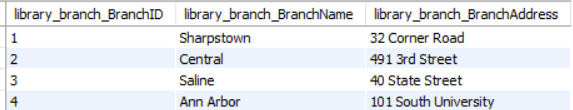 library_branch_BranchID library_branch_BranchName library_branch_BranchAddress
1 Sharpstown 32 Corner Road
2 Central 491 3rd Street
3 Saline 40 State Street
4 Ann Arbor 101 South University